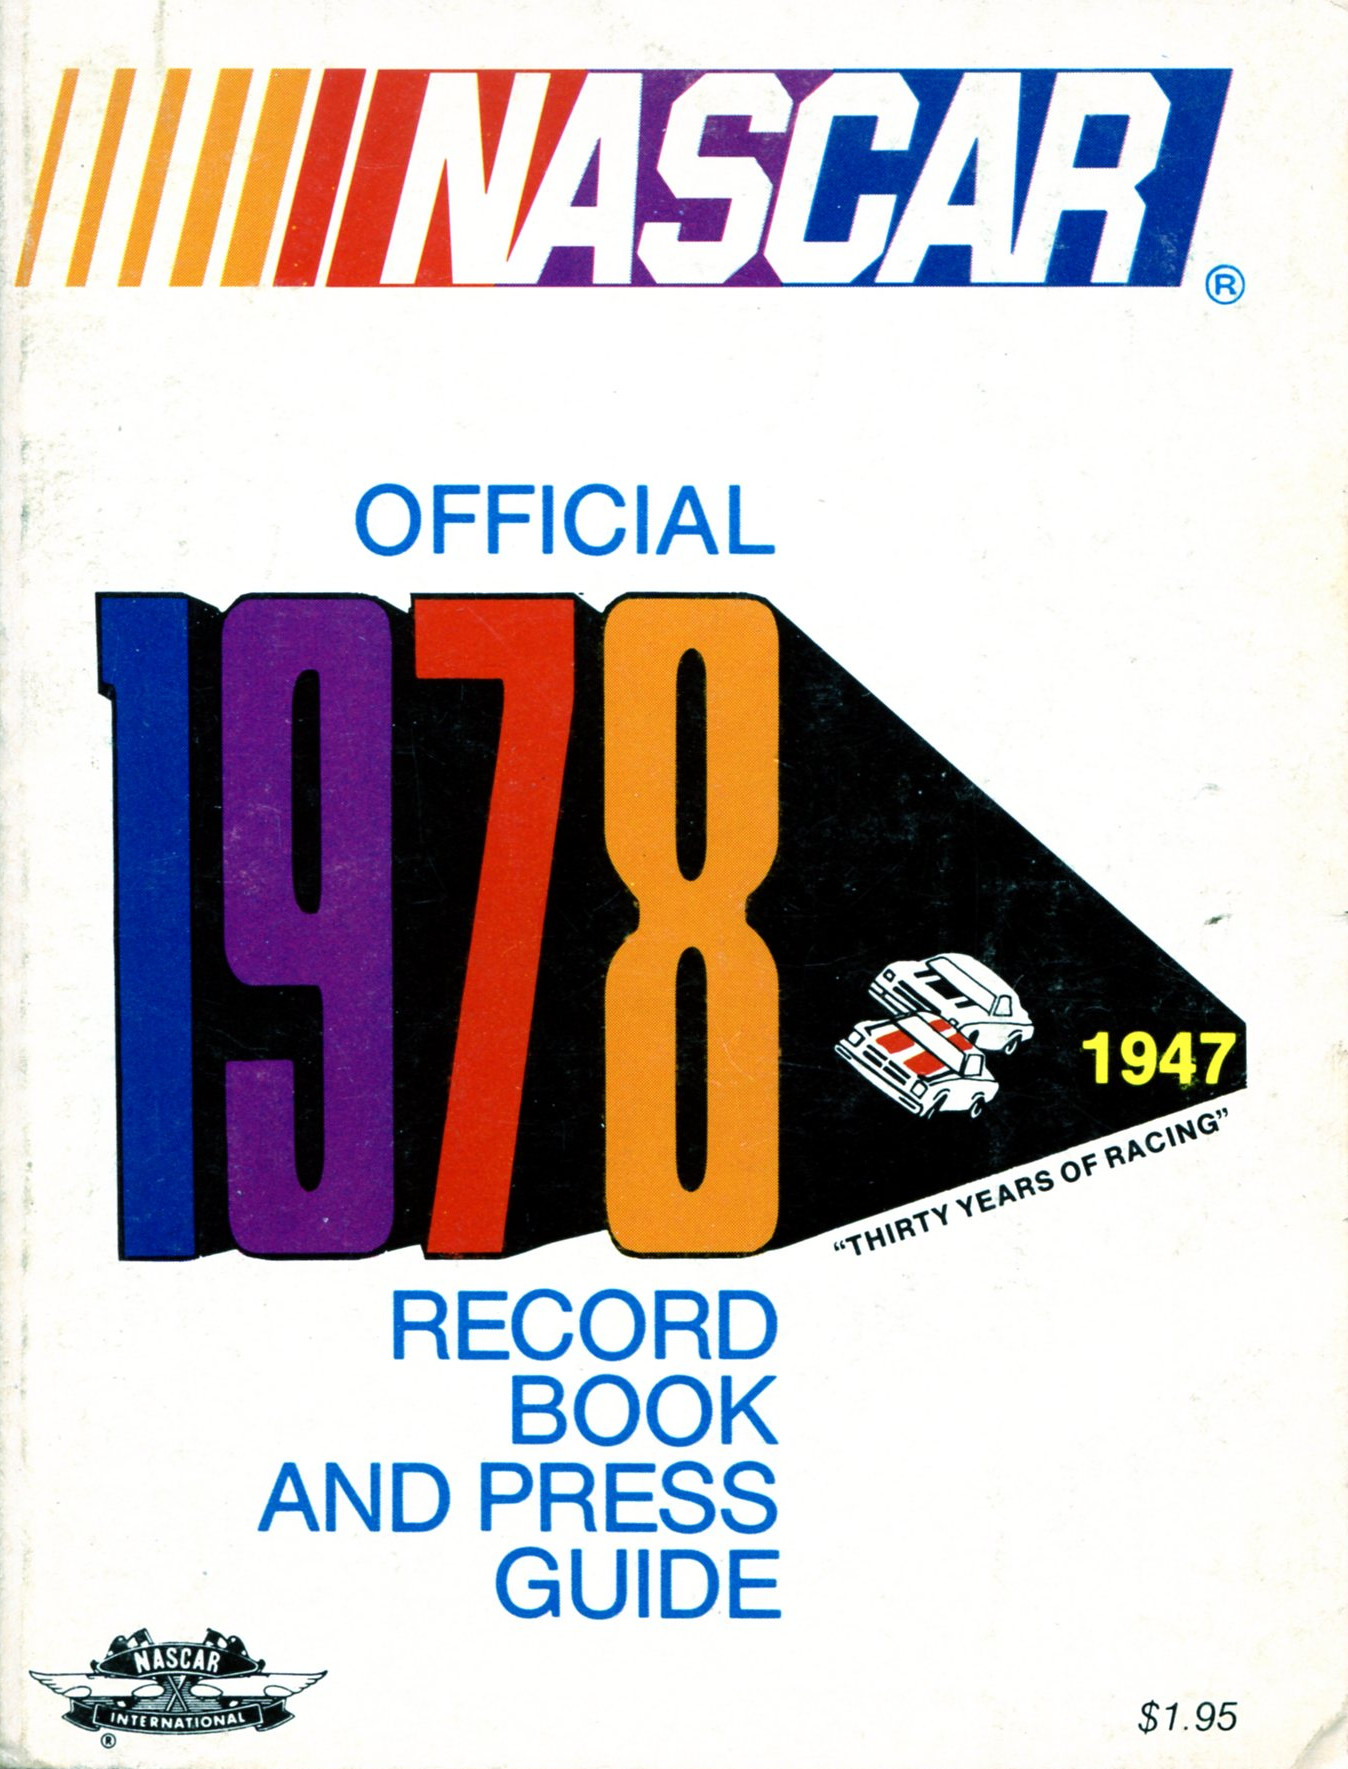 NASCAR
®
OFFICIAL
1978
1947
"THIRTY YEARS OF RACING"
RECORD
BOOK
AND PRESS
GUIDE
NASCAR
INTERNATIONAL
®
$1.95